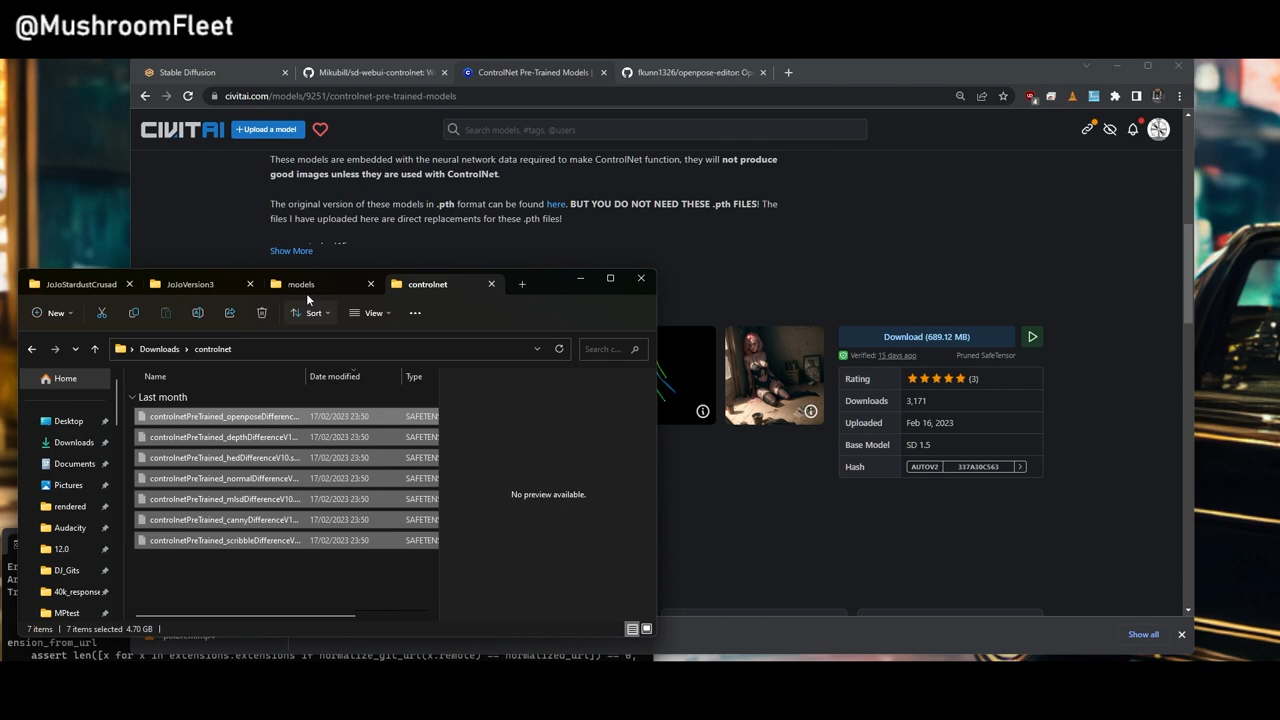 @MushroomFleet
Stable Diffusion
Mikubill/sd-webui-controlnet: W
ControlNet Pre-Trained Models |
fkunn1326/openpose-editor: Op
civitai.com/models/9251/controlnet-pre-trained-models
CIVITAI
+Upload a model
Search models, #tags, @users
These models are embedded with the neural network data required to make ControlNet function, they will not produce
good images unless they are used with ControlNet.
The original version of these models in .pth format can be found here. BUT YOU DO NOT NEED THESE .pth FILES! The
files I have uploaded here are direct replacements for these .pth files!
Show More
JoJoStardustCrusad
JoJoVersion3
models
controlnet
New
Sort
View
Downloads
controlnet
Search c...
Home
Desktop
Downloads
Documents
Pictures
rendered
Audacity
12.0
DJ_Gits
40k_response
MPtest
Name
Date modified
Type
Last month
controlnetPreTrained_openposeDifferenc... 17/02/2023 23:50 SAFETEN
controlnetPreTrained_depthDifferenceV1... 17/02/2023 23:50 SAFETEN
controlnetPreTrained_hedDifferenceV10.s... 17/02/2023 23:50 SAFETEN
controlnetPreTrained_normalDifferenceV... 17/02/2023 23:50 SAFETEN
controlnetPreTrained_mlsdDifferenceV10.... 17/02/2023 23:50 SAFETEN
controlnetPreTrained_cannyDifferenceV1... 17/02/2023 23:50 SAFETEN
controlnetPreTrained_scribbleDifferenceV... 17/02/2023 23:50 SAFETEN
No preview available.
7 items
7 items selected 4.70 GB
Download (689.12 MB)
Verified: 15 days ago
Pruned SafeTensor
Rating (3)
Downloads 3,171
Uploaded Feb 16, 2023
Base Model SD 1.5
Hash AUTOV2 337A30C563
Show all
ension_from_url
assert len([x for x in extensions.extensions if normalize_git_url(x.remote) == normalized_url]) == 0,